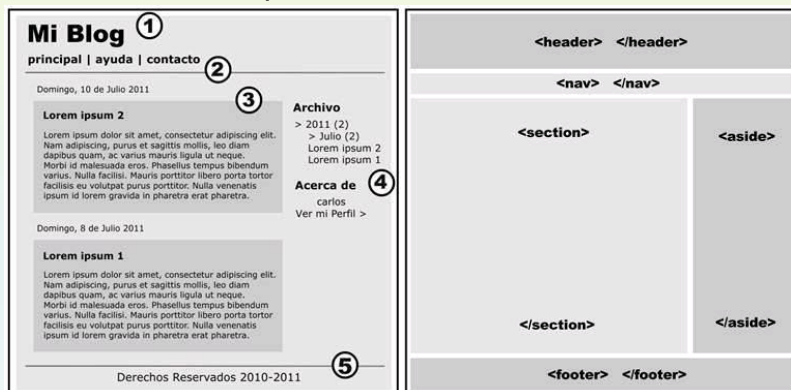 Mi Blog 1
principal | ayuda | contacto
2
Domingo, 10 de Julio 2011
3
Lorem ipsum 2
Lorem ipsum dolor sit amet, consectetur adipiscing elit.
Nam adipiscing, purus et sagittis mollis, leo diam
dapibus quam, ac varius mauris ligula ut neque.
Morbi id malesuada eros. Phasellus tempus bibendum
varius. Nulla facilisi. Mauris porttitor libero porta tortor
facilisis eu volutpat purus porttitor. Nulla venenatis
ipsum id lorem gravida in pharetra erat pharetra.
Domingo, 8 de Julio 2011
Lorem ipsum 1
Lorem ipsum dolor sit amet, consectetur adipiscing elit.
Nam adipiscing, purus et sagittis mollis, leo diam
dapibus quam, ac varius mauris ligula ut neque.
Morbi id malesuada eros. Phasellus tempus bibendum
varius. Nulla facilisi. Mauris porttitor libero porta tortor
facilisis eu volutpat purus porttitor. Nulla venenatis
ipsum id lorem gravida in pharetra erat pharetra.
Archivo
> 2011 (2)
> Julio (2)
Lorem ipsum 2
Lorem ipsum 1
Acerca de 4
carlos
Ver mi Perfil >
5
Derechos Reservados 2010-2011
<header> </header>
<nav> </nav>
<section>
</section>
<aside>
</aside>
<footer> </footer>